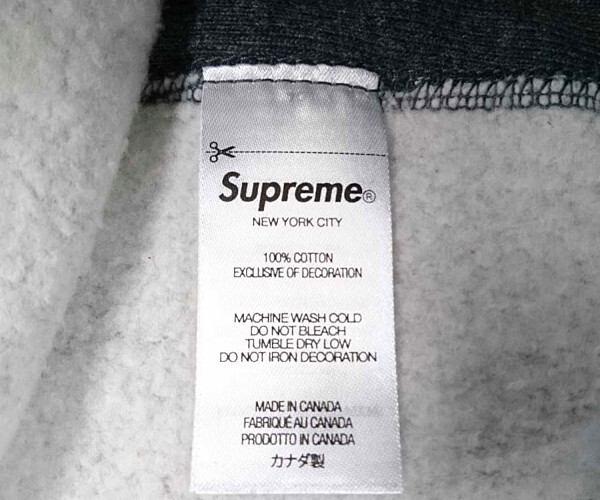 Supreme®
NEW YORK CITY
100% COTTON
EXCLUSIVE OF DECORATION
MACHINE WASH COLD
DO NOT BLEACH
TUMBLE DRY LOW
DO NOT IRON DECORATION
MADE IN CANADA
FABRIQUÉ AU CANADA
PRODOTTO IN CANADA
カナダ製